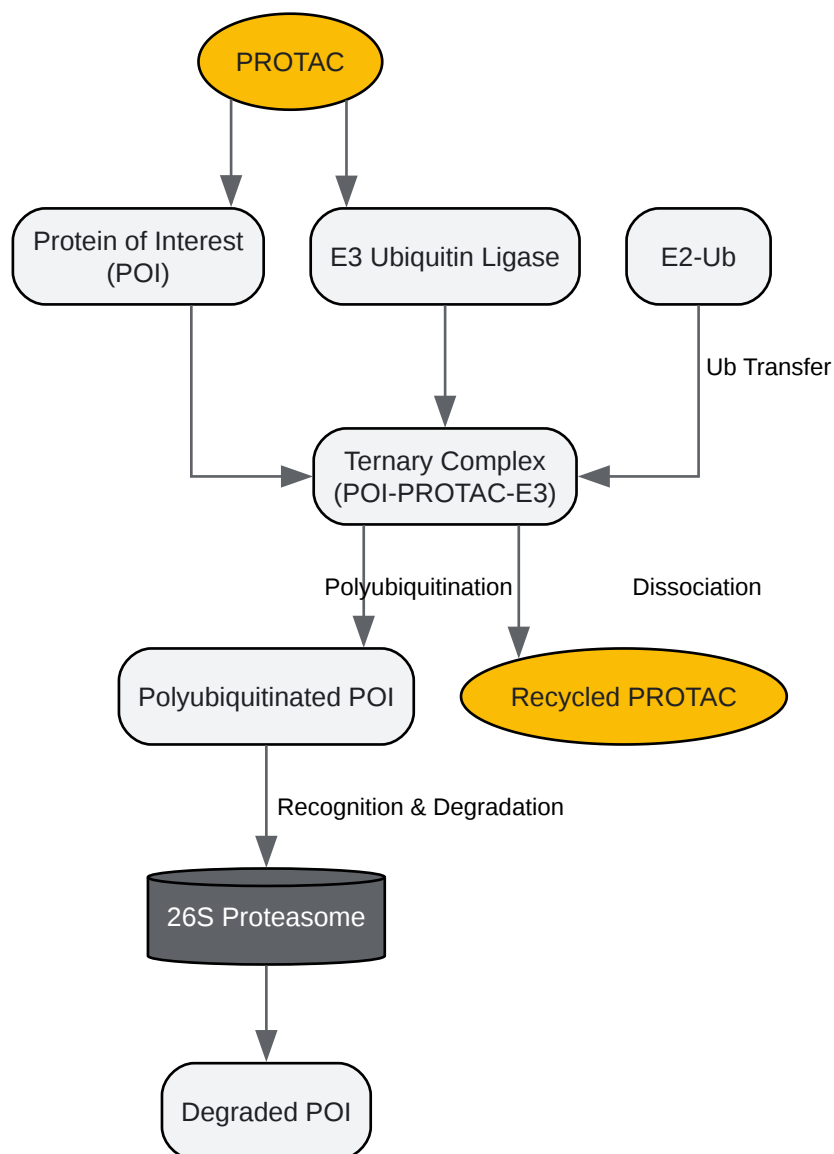 PROTAC
Protein of Interest
(POI)
E3 Ubiquitin Ligase
E2-Ub
Ub Transfer
Ternary Complex
(POI-PROTAC-E3)
Polyubiquitination
Dissociation
Polyubiquitinated POI
Recycled PROTAC
Recognition & Degradation
26S Proteasome
Degraded POI